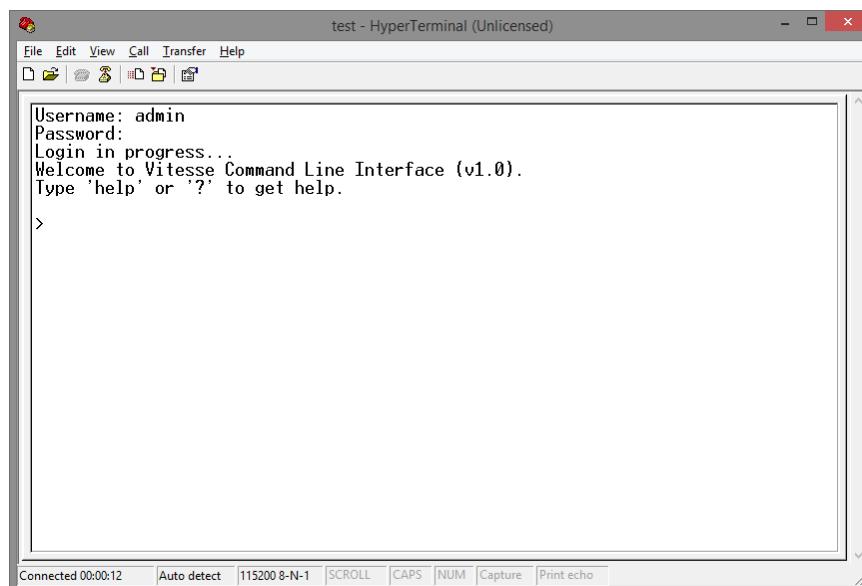 test - HyperTerminal (Unlicensed)
File Edit View Call Transfer Help
Username: admin
Password:
Login in progress...
Welcome to Vitesse Command Line Interface (v1.0).
Type 'help' or '?' to get help.
>
Connected 00:00:12 Auto detect 115200 8-N-1 SCROLL CAPS NUM Capture Print echo